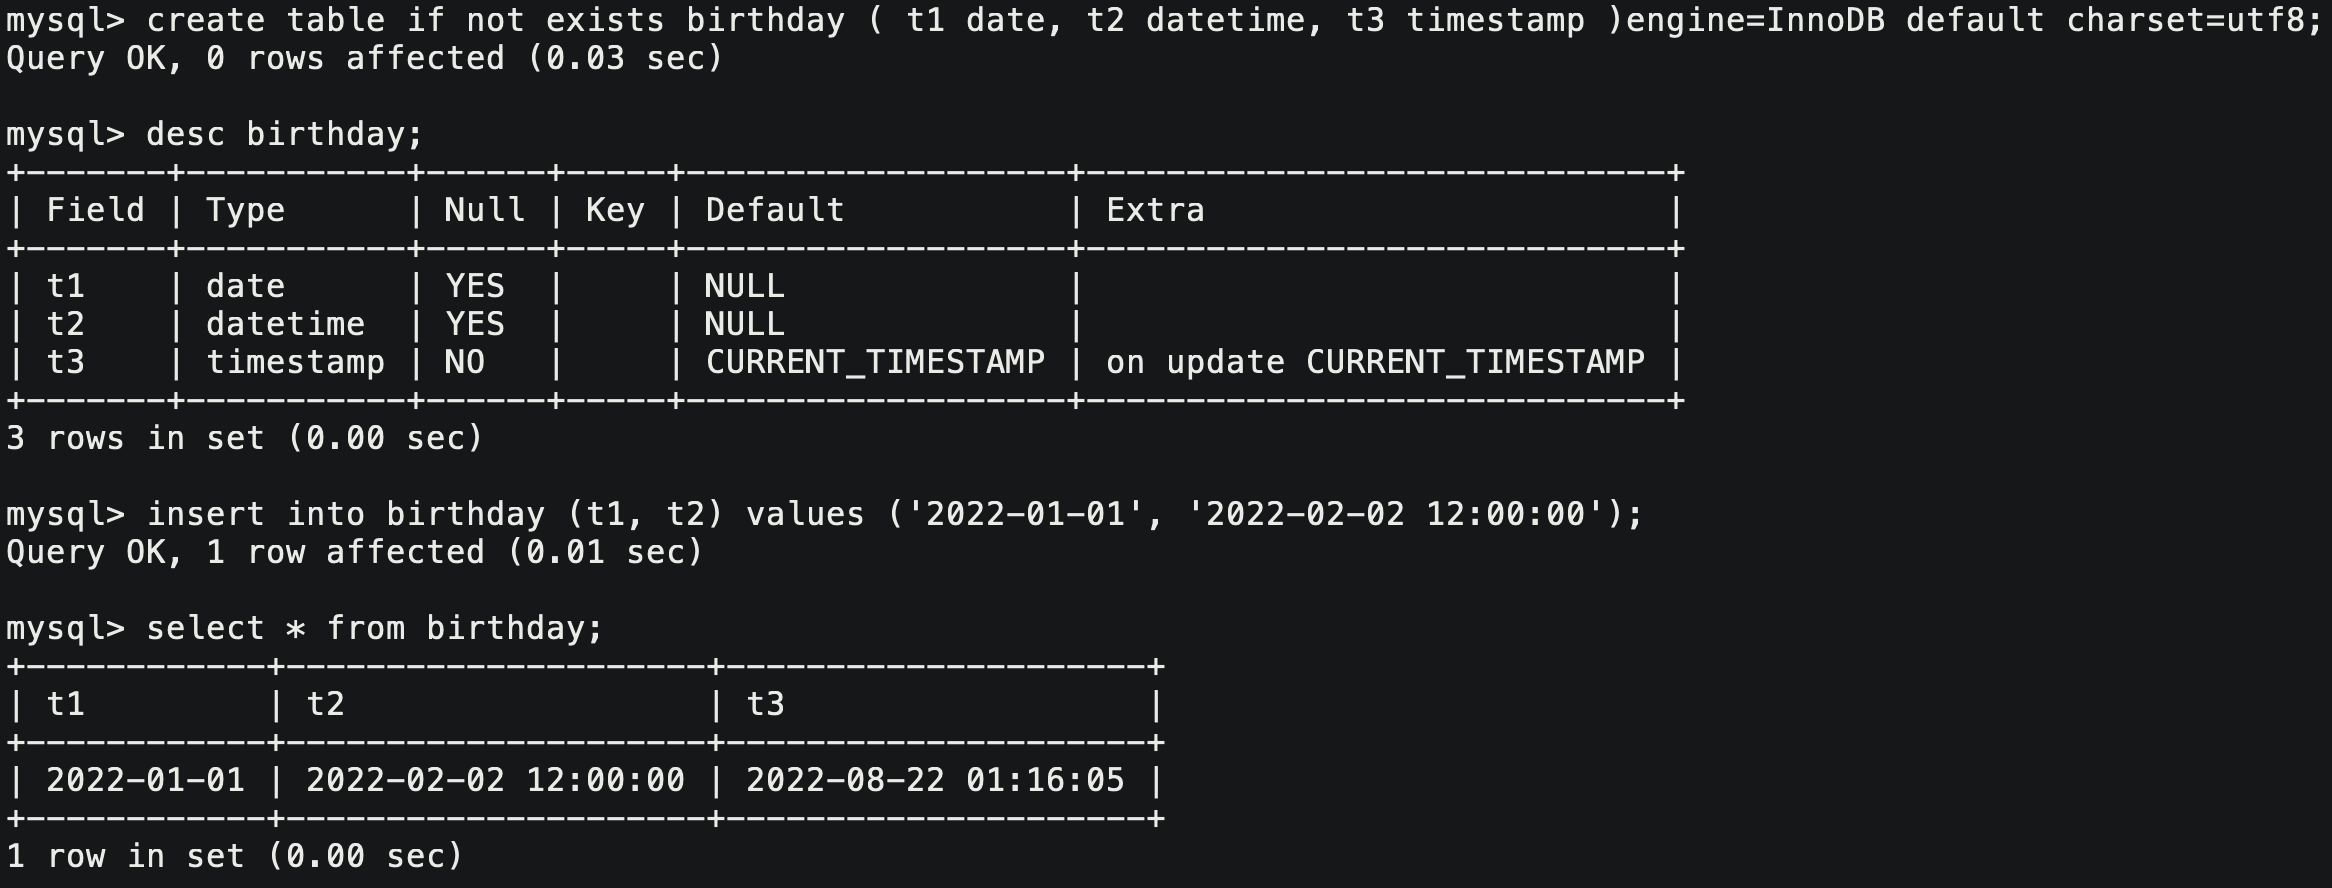 mysql> create table if not exists birthday ( t1 date, t2 datetime, t3 timestamp )engine=InnoDB default charset=utf8;
Query OK, 0 rows affected (0.03 sec)

mysql> desc birthday;
+-------+-----------+------+-----+-------------------+-----------------------------+
| Field | Type      | Null | Key | Default           | Extra                       |
+-------+-----------+------+-----+-------------------+-----------------------------+
| t1    | date      | YES  |     | NULL              |                             |
| t2    | datetime  | YES  |     | NULL              |                             |
| t3    | timestamp | NO   |     | CURRENT_TIMESTAMP | on update CURRENT_TIMESTAMP |
+-------+-----------+------+-----+-------------------+-----------------------------+
3 rows in set (0.00 sec)

mysql> insert into birthday (t1, t2) values ('2022-01-01', '2022-02-02 12:00:00');
Query OK, 1 row affected (0.01 sec)

mysql> select * from birthday;
+------------+---------------------+---------------------+
| t1         | t2                  | t3                  |
+------------+---------------------+---------------------+
| 2022-01-01 | 2022-02-02 12:00:00 | 2022-08-22 01:16:05 |
+------------+---------------------+---------------------+
1 row in set (0.00 sec)